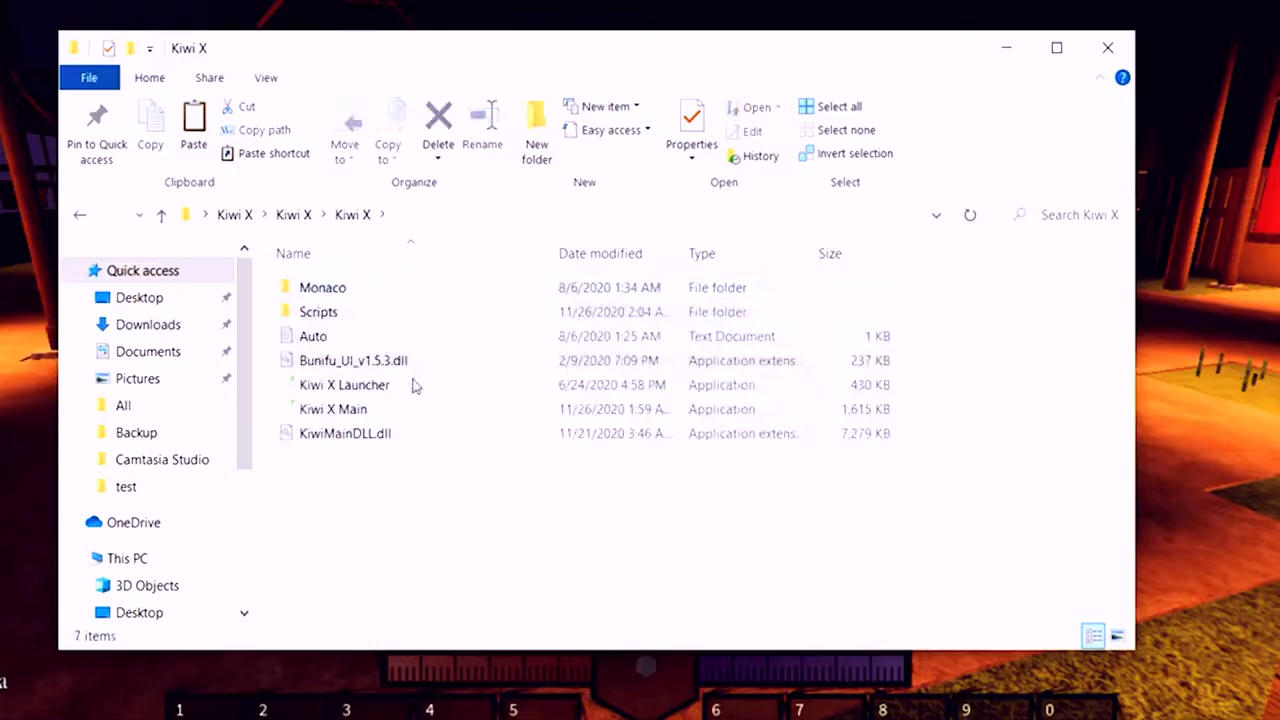 Kiwi X
File Home Share View
Pin to Quick access
Copy
Paste
Cut
Copy path
Paste shortcut
Clipboard
Move to
Copy to
Delete
Rename
Organize
New folder
New item
Easy access
New
Properties
Open
Edit
History
Open
Select all
Select none
Invert selection
Select
Kiwi X Kiwi X Kiwi X
Search Kiwi X
Quick access
Desktop
Downloads
Documents
Pictures
All
Backup
Camtasia Studio
test
OneDrive
This PC
3D Objects
Desktop
Name Date modified Type Size
Monaco 8/6/2020 1:34 AM File folder
Scripts 11/26/2020 2:04 A... File folder
Auto 8/6/2020 1:25 AM Text Document 1 KB
Bunifu_UI_v1.5.3.dll 2/9/2020 7:09 PM Application extens... 237 KB
Kiwi X Launcher 6/24/2020 4:58 PM Application 430 KB
Kiwi X Main 11/26/2020 1:59 A... Application 1,615 KB
KiwiMainDLL.dll 11/21/2020 3:46 A... Application extens... 7,279 KB
7 items
a
1 2 3 4 5 6 7 8 9 0